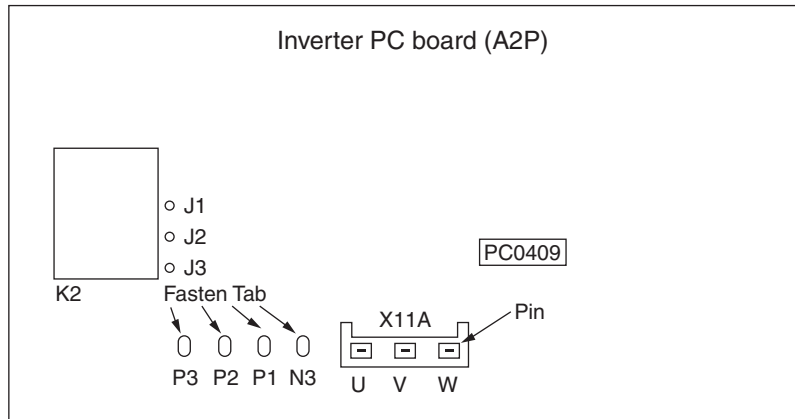 Inverter PC board (A2P)
J1
J2
J3
K2
Fasten Tab
PC0409
X11A
Pin
P3 P2 P1 N3
U V W